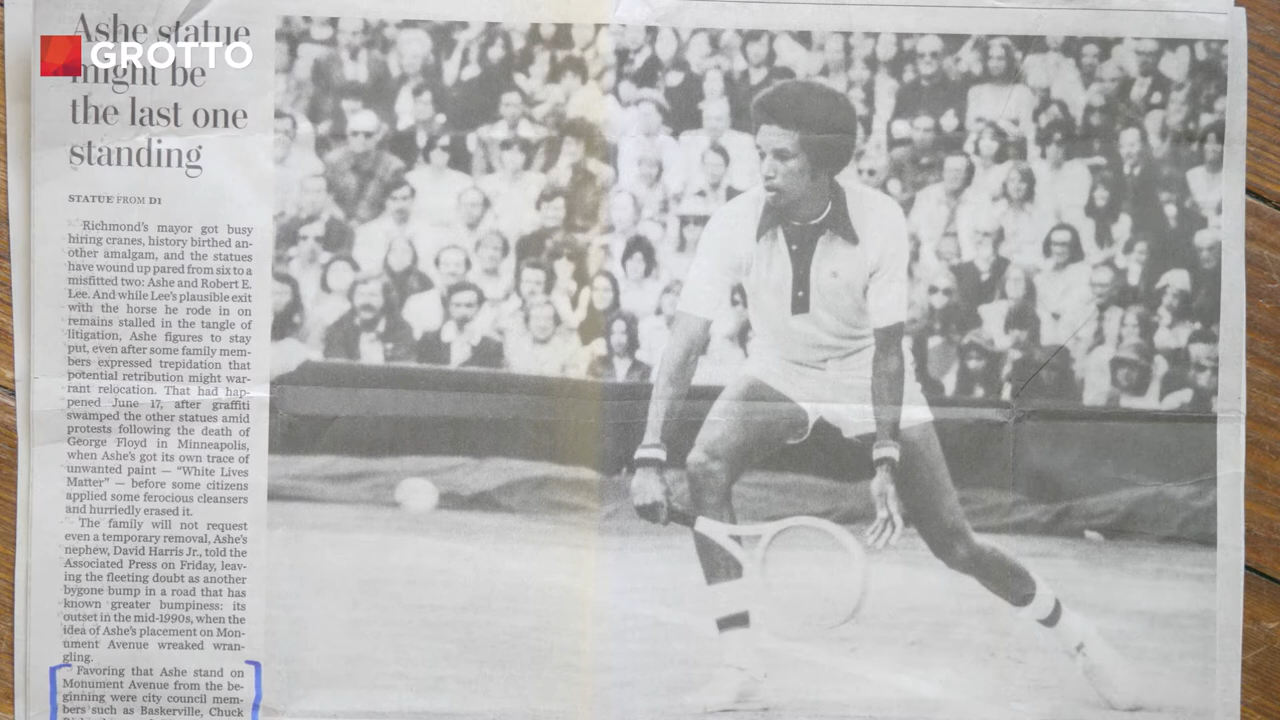 Ashe statue
GROTTO
might be
the last one
standing
STATUE FROM D1
Richmond's mayor got busy
hiring cranes, history birthed an-
other amalgam, and the statues
have wound up pared from six to a
misfitted two: Ashe and Robert E.
Lee. And while Lee's plausible exit
with the horse he rode in on
remains stalled in the tangle of
litigation, Ashe figures to stay
put, even after some family mem-
bers expressed trepidation that
potential retribution might war-
rant relocation. That had hap-
pened June 17, after graffiti
swamped the other statues amid
protests following the death of
George Floyd in Minneapolis,
when Ashe's got its own trace of
unwanted paint — "White Lives
Matter" — before some citizens
applied some ferocious cleansers
and hurriedly erased it.
The family will not request
even a temporary removal, Ashe's
nephew, David Harris Jr., told the
Associated Press on Friday, leav-
ing the fleeting doubt as another
bygone bump in a road that has
known greater bumpiness: its
outset in the mid-1990s, when the
idea of Ashe's placement on Mon-
ument Avenue wreaked wran-
gling.
Favoring that Ashe stand on
Monument Avenue from the be-
ginning were city council mem-
bers such as Baskerville, Chuck